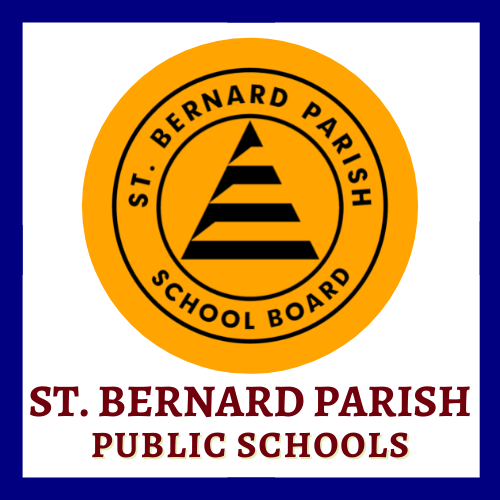 ST. BERNARD PARISH
SCHOOL BOARD
ST. BERNARD PARISH
PUBLIC SCHOOLS